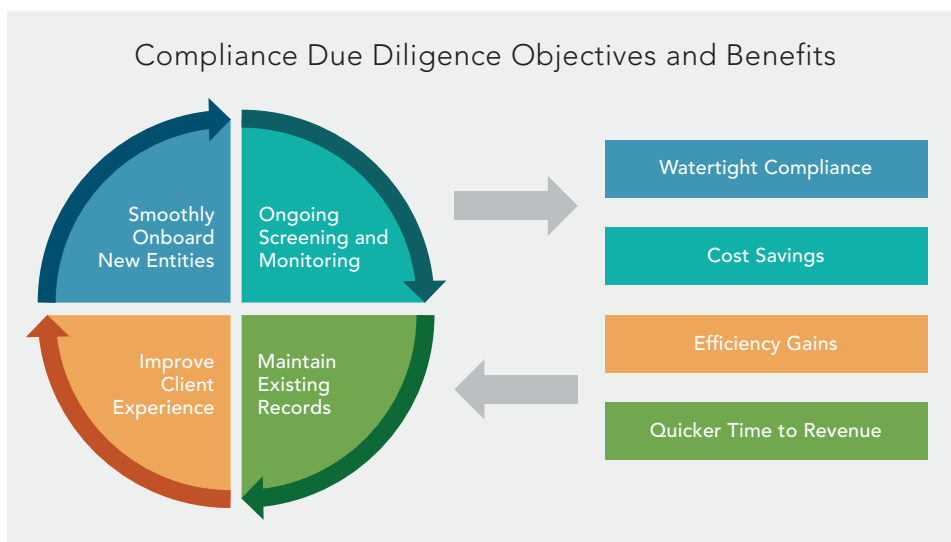 Compliance Due Diligence Objectives and Benefits
Smoothly
Onboard
New Entities
Ongoing
Screening and
Monitoring
Improve
Client
Experience
Maintain
Existing
Records
Watertight Compliance
Cost Savings
Efficiency Gains
Quicker Time to Revenue